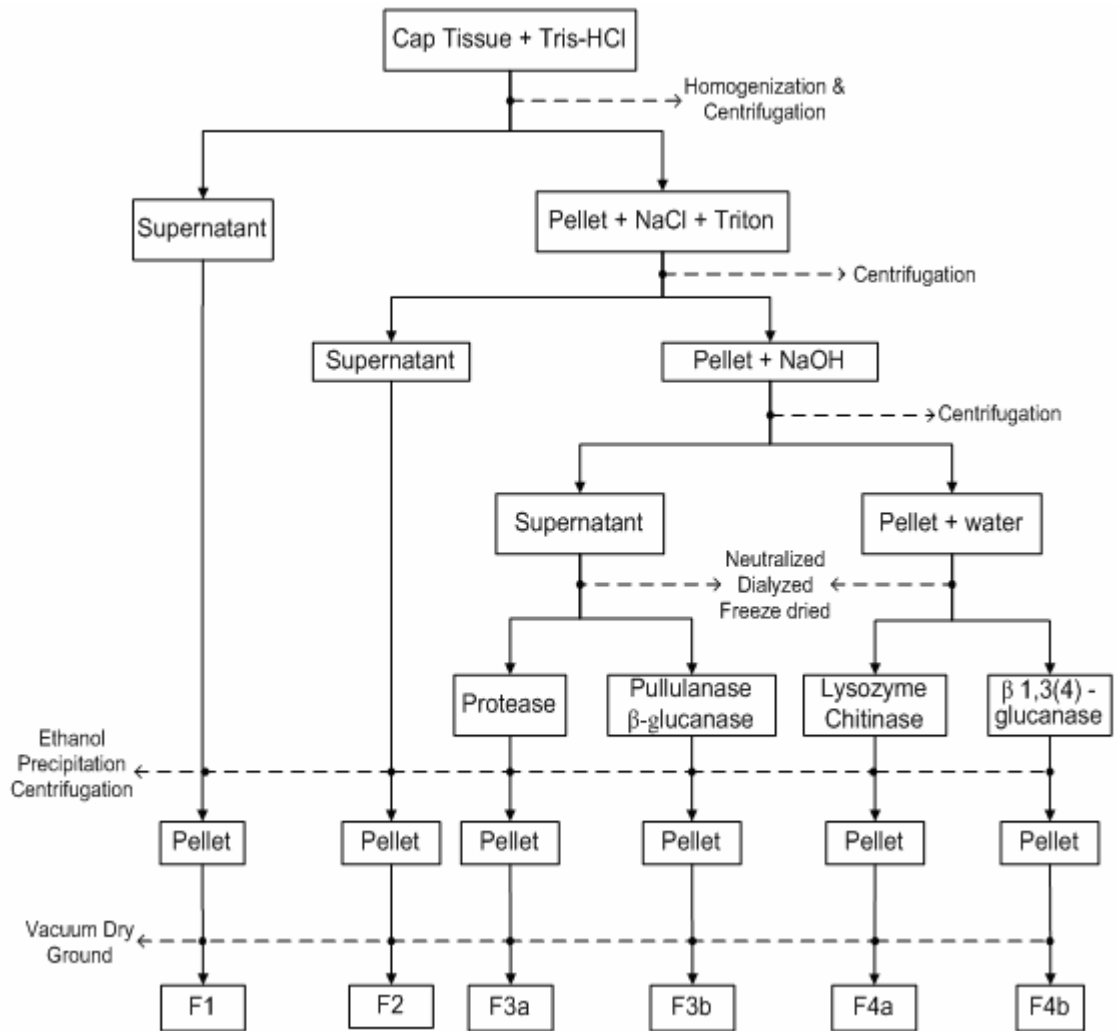 Cap Tissue + Tris-HCl
Homogenization &
Centrifugation
Supernatant
Pellet + NaCl + Triton
Centrifugation
Supernatant
Pellet + NaOH
Centrifugation
Supernatant
Pellet + water
Neutralized
Dialyzed
Freeze dried
Protease
Pullulanase
β-glucanase
Lysozyme
Chitinase
β 1,3(4) -
glucanase
Ethanol
Precipitation
Centrifugation
Pellet
Pellet
Pellet
Pellet
Pellet
Pellet
Vacuum Dry
Ground
F1
F2
F3a
F3b
F4a
F4b